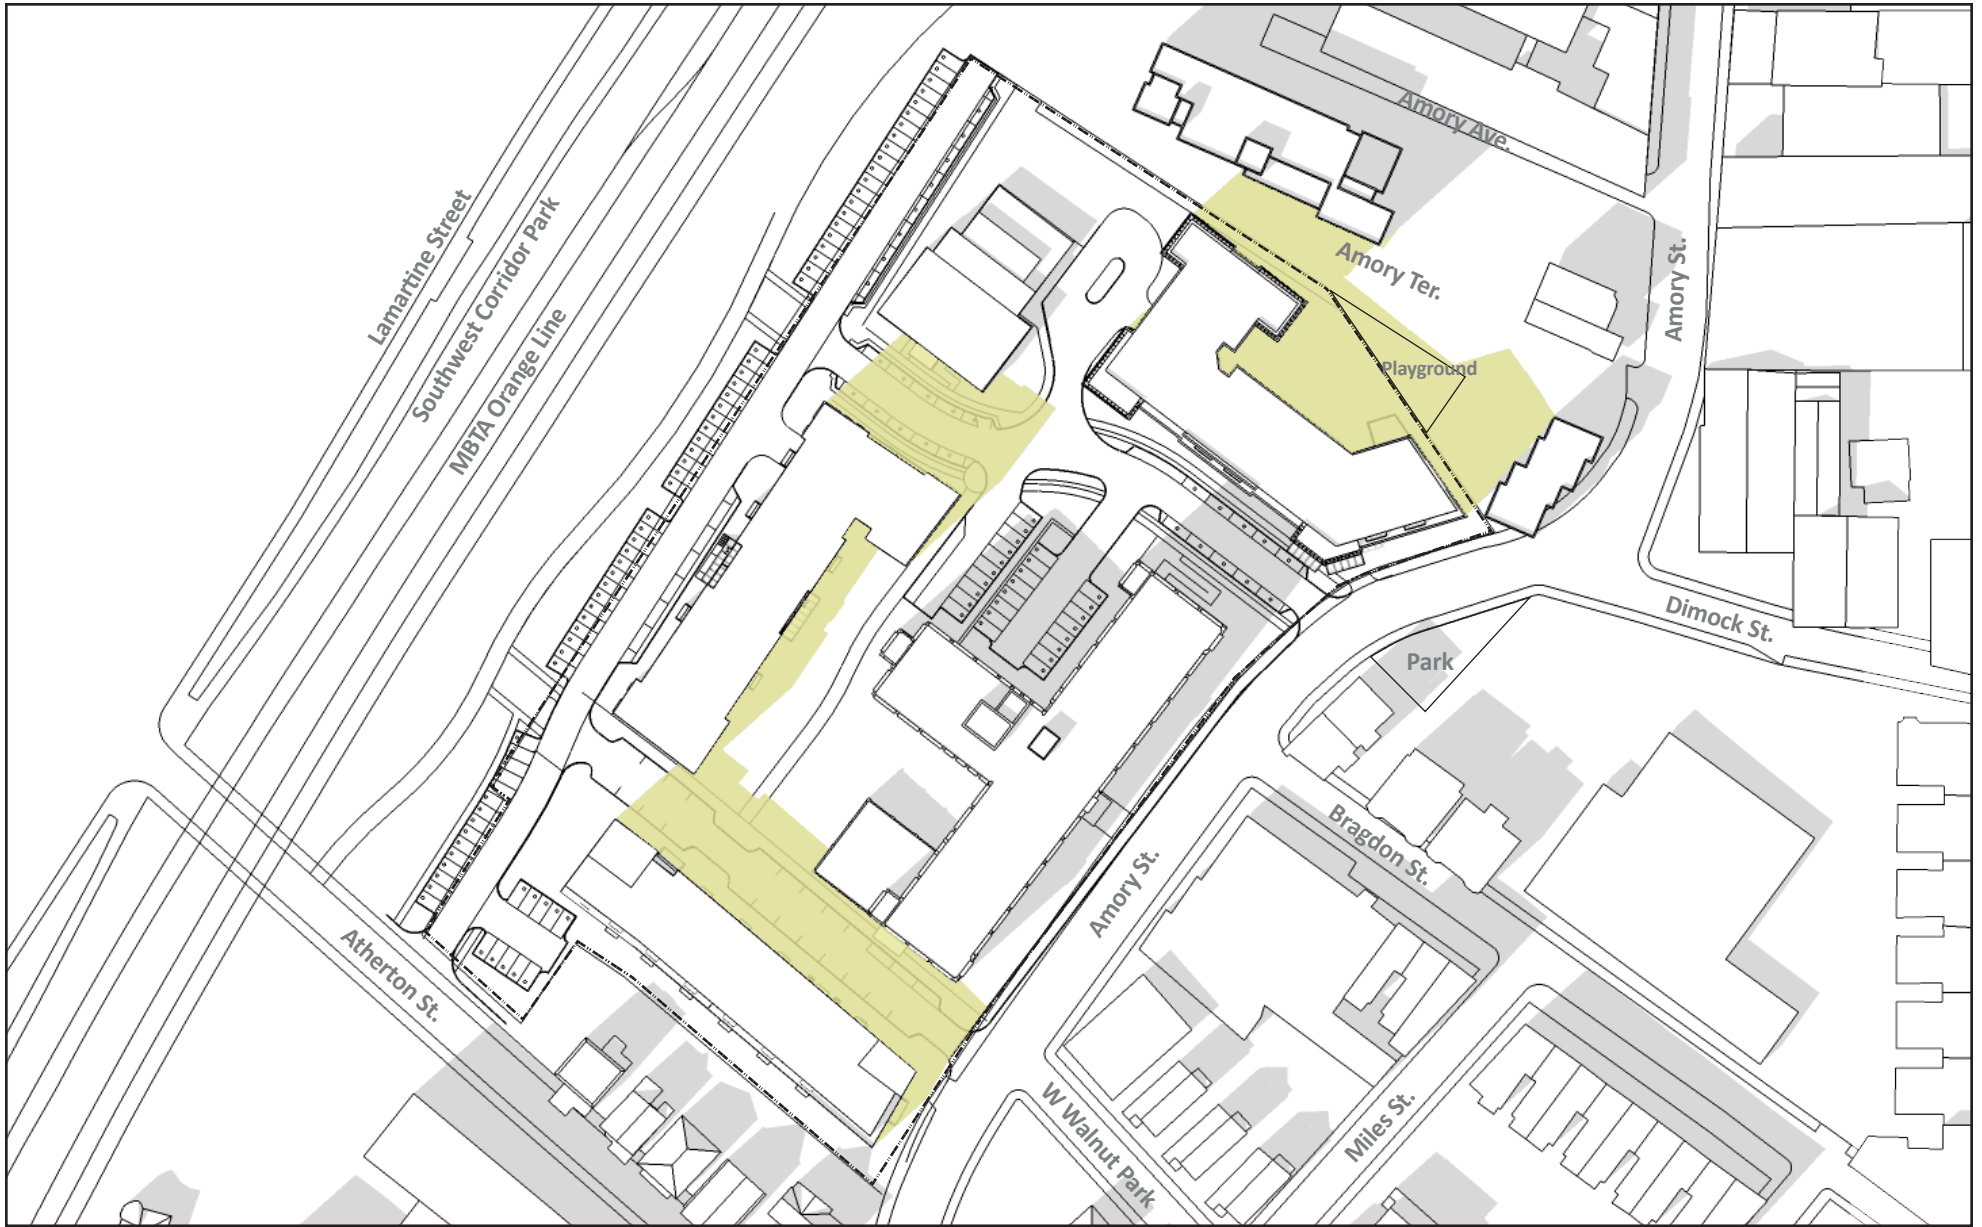 Amory Ave.
Lamartine Street
Southwest Corridor Park
MBTA Orange Line
Amory Ter.
Amory St.
Playground
Dimock St.
Park
Bragdon St.
Amory St.
Atherton St.
W Walnut Park
Miles St.